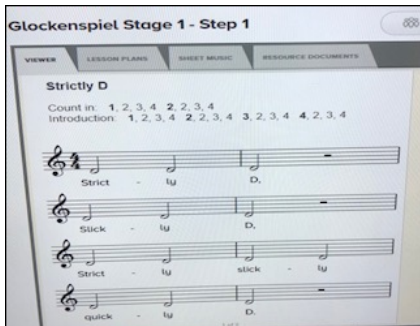 Glockenspiel Stage 1 - Step 1
VIEWER LESSON PLANS SHEET MUSIC RESOURCE DOCUMENTS
Strictly D
Count in: 1, 2, 3, 4 2, 2, 3, 4
Introduction: 1, 2, 3, 4 2, 2, 3, 4 3, 2, 3, 4 4, 2, 3, 4
4
4
Strict - ly D,
Slick - ly D,
Strict - ly slick - ly
quick - ly D.